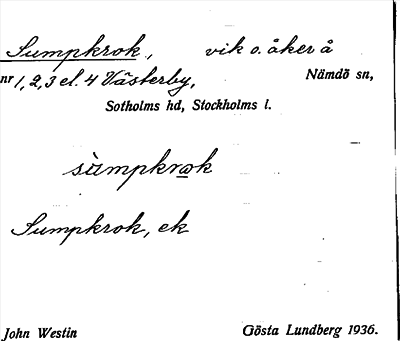 Sumpkrok, vik o. åker å
nr 1, 2, 3 el. 4 Västerby, Nämdö sn,
Sotholms hd, Stockholms l.
sùmpkrωk
Sumpkrok, ek
John Westin Gösta Lundberg 1936.